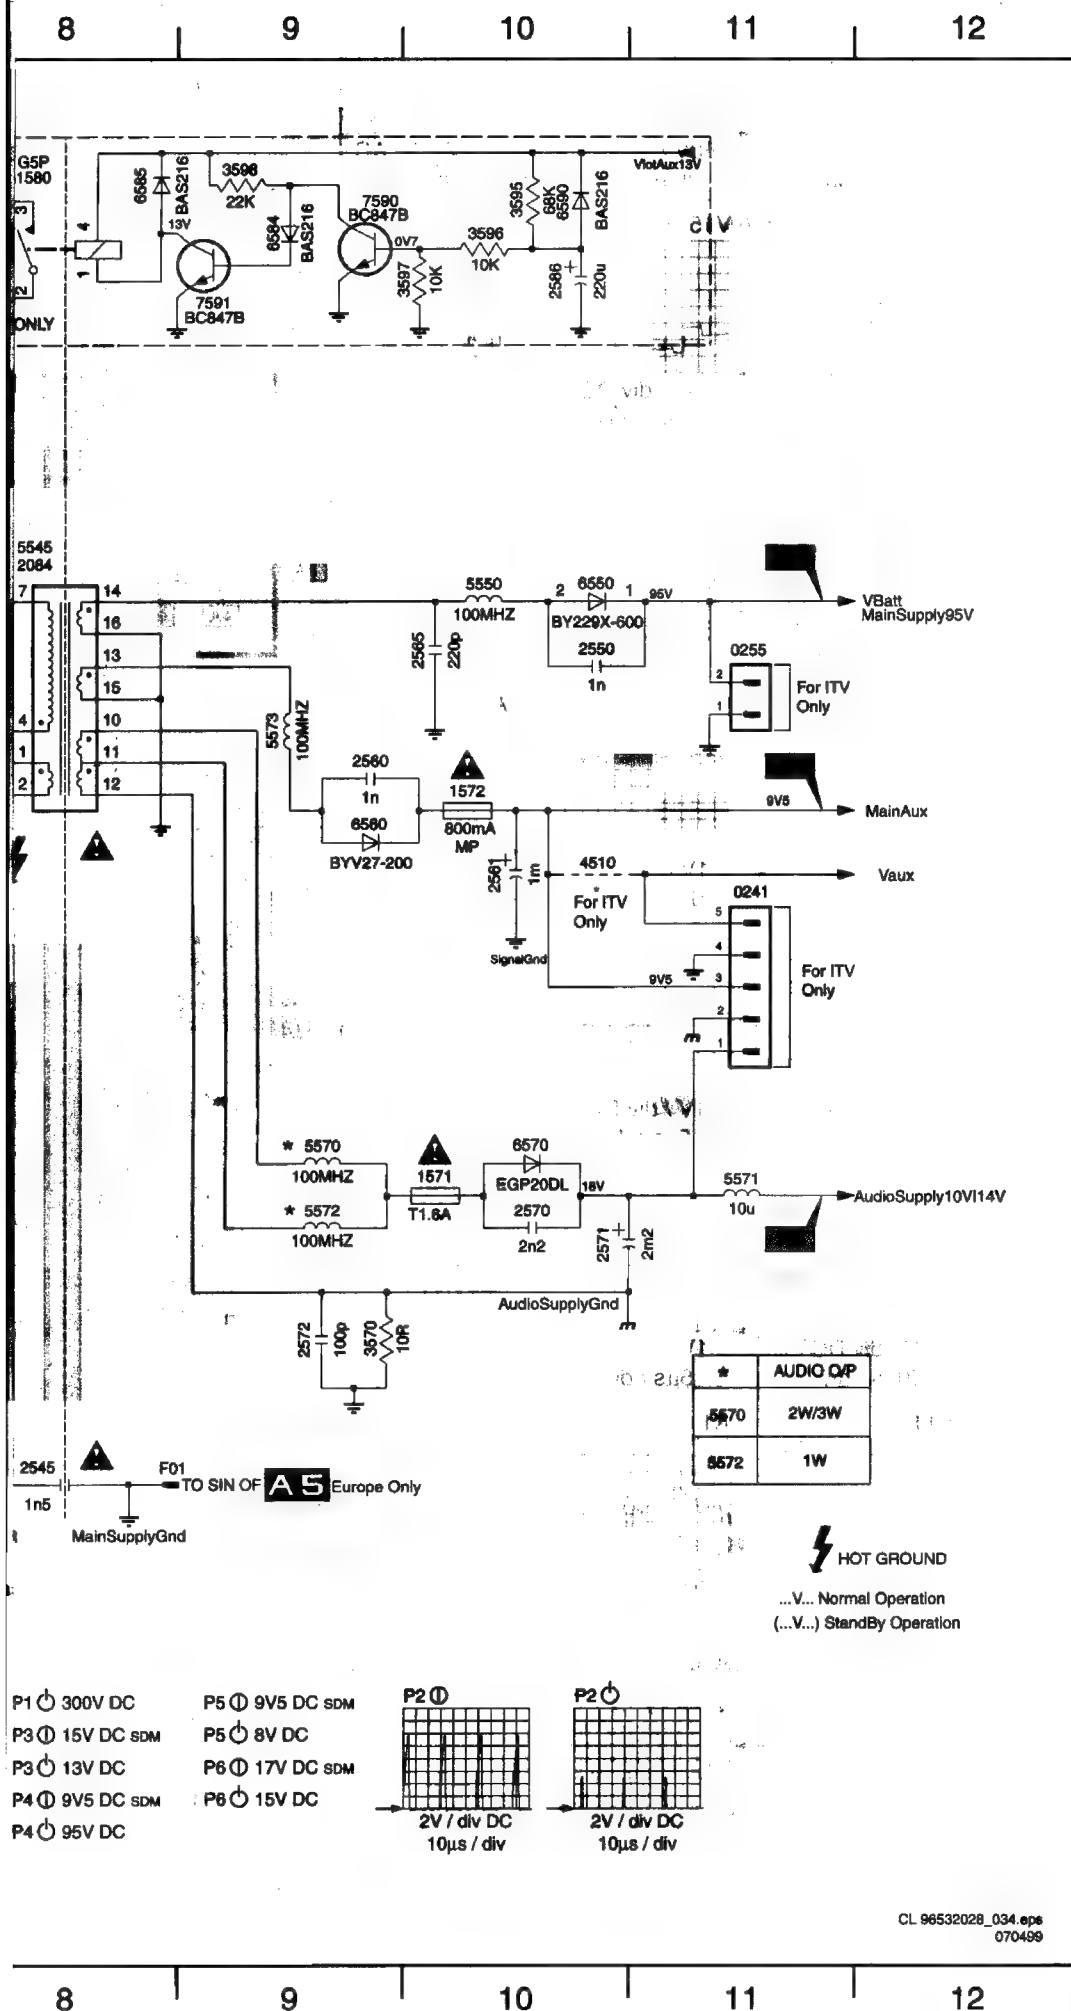 8 9 10 11 12
G5P
1580
3
2
ONLY
4
1
6585
BAS216
13V
3598
22K
6584
BAS216
7591
BC847B
7590
BC847B
0V7
3597
10K
3596
10K
3595
68K
6590
BAS216
2586
220u
VlotAux13V
5545
2084
7
4
1
2
14
16
13
15
10
11
12
2565
220p
5550
100MHZ
2
6550
1
BY229X-600
2550
1n
95V
VBatt
MainSupply95V
0255
2
1
For ITV
Only
5573
100MHZ
2560
1n
6560
BYV27-200
1572
800mA
MP
2561
1m
SignalGnd
9V5
MainAux
4510
*
For ITV
Only
Vaux
0241
5
4
9V5
3
2
1
For ITV
Only
* 5570
100MHZ
* 5572
100MHZ
1571
T1.6A
6570
EGP20DL
2570
2n2
18V
2571
2m2
5571
10u
AudioSupply10V|14V
AudioSupplyGnd
2572
100p
3570
10R
* AUDIO O/P
5570 2W/3W
5572 1W
2545
1n5
F01
TO SIN OF A5 Europe Only
MainSupplyGnd
HOT GROUND
...V... Normal Operation
(...V...) StandBy Operation
P1 300V DC
P3 15V DC SDM
P3 13V DC
P4 9V5 DC SDM
P4 95V DC
P5 9V5 DC SDM
P5 8V DC
P6 17V DC SDM
P6 15V DC
P2
2V / div DC
10µs / div
P2
2V / div DC
10µs / div
CL 96532028_034.eps
070499
8 9 10 11 12